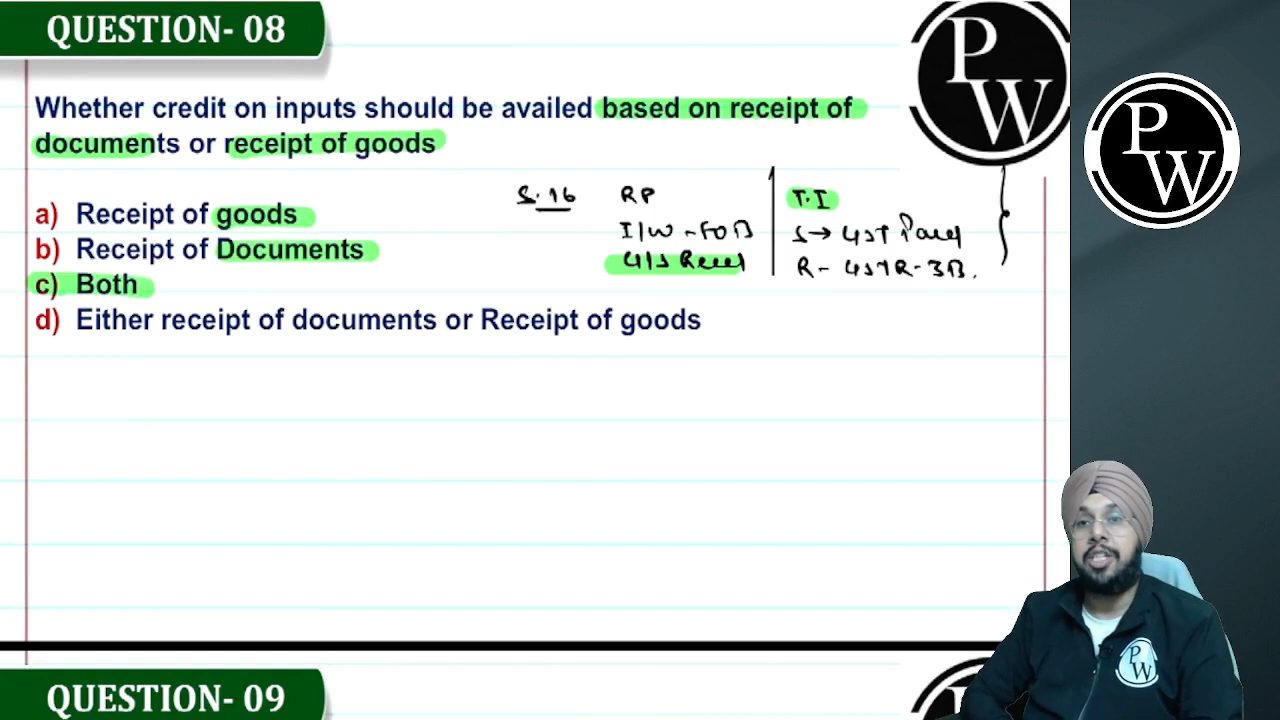 QUESTION- 08
Whether credit on inputs should be availed based on receipt of
documents or receipt of goods
a) Receipt of goods
b) Receipt of Documents
c) Both
d) Either receipt of documents or Receipt of goods
S.16 RP
I/W - FOB
G/S Reced
T.I
S → GST Paid
R - GSTR-3B.
PW
PW
PW
QUESTION- 09